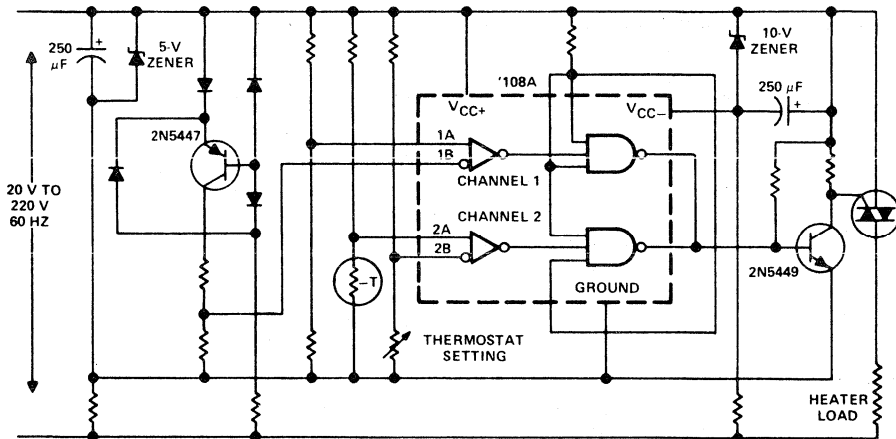 250
µF
+
5-V
ZENER
10-V
ZENER
250 µF
+
'108A
VCC+
VCC−
2N5447
1A
1B
CHANNEL 1
20 V TO
220 V
60 HZ
CHANNEL 2
2A
2B
2N5449
−T
GROUND
THERMOSTAT
SETTING
HEATER
LOAD